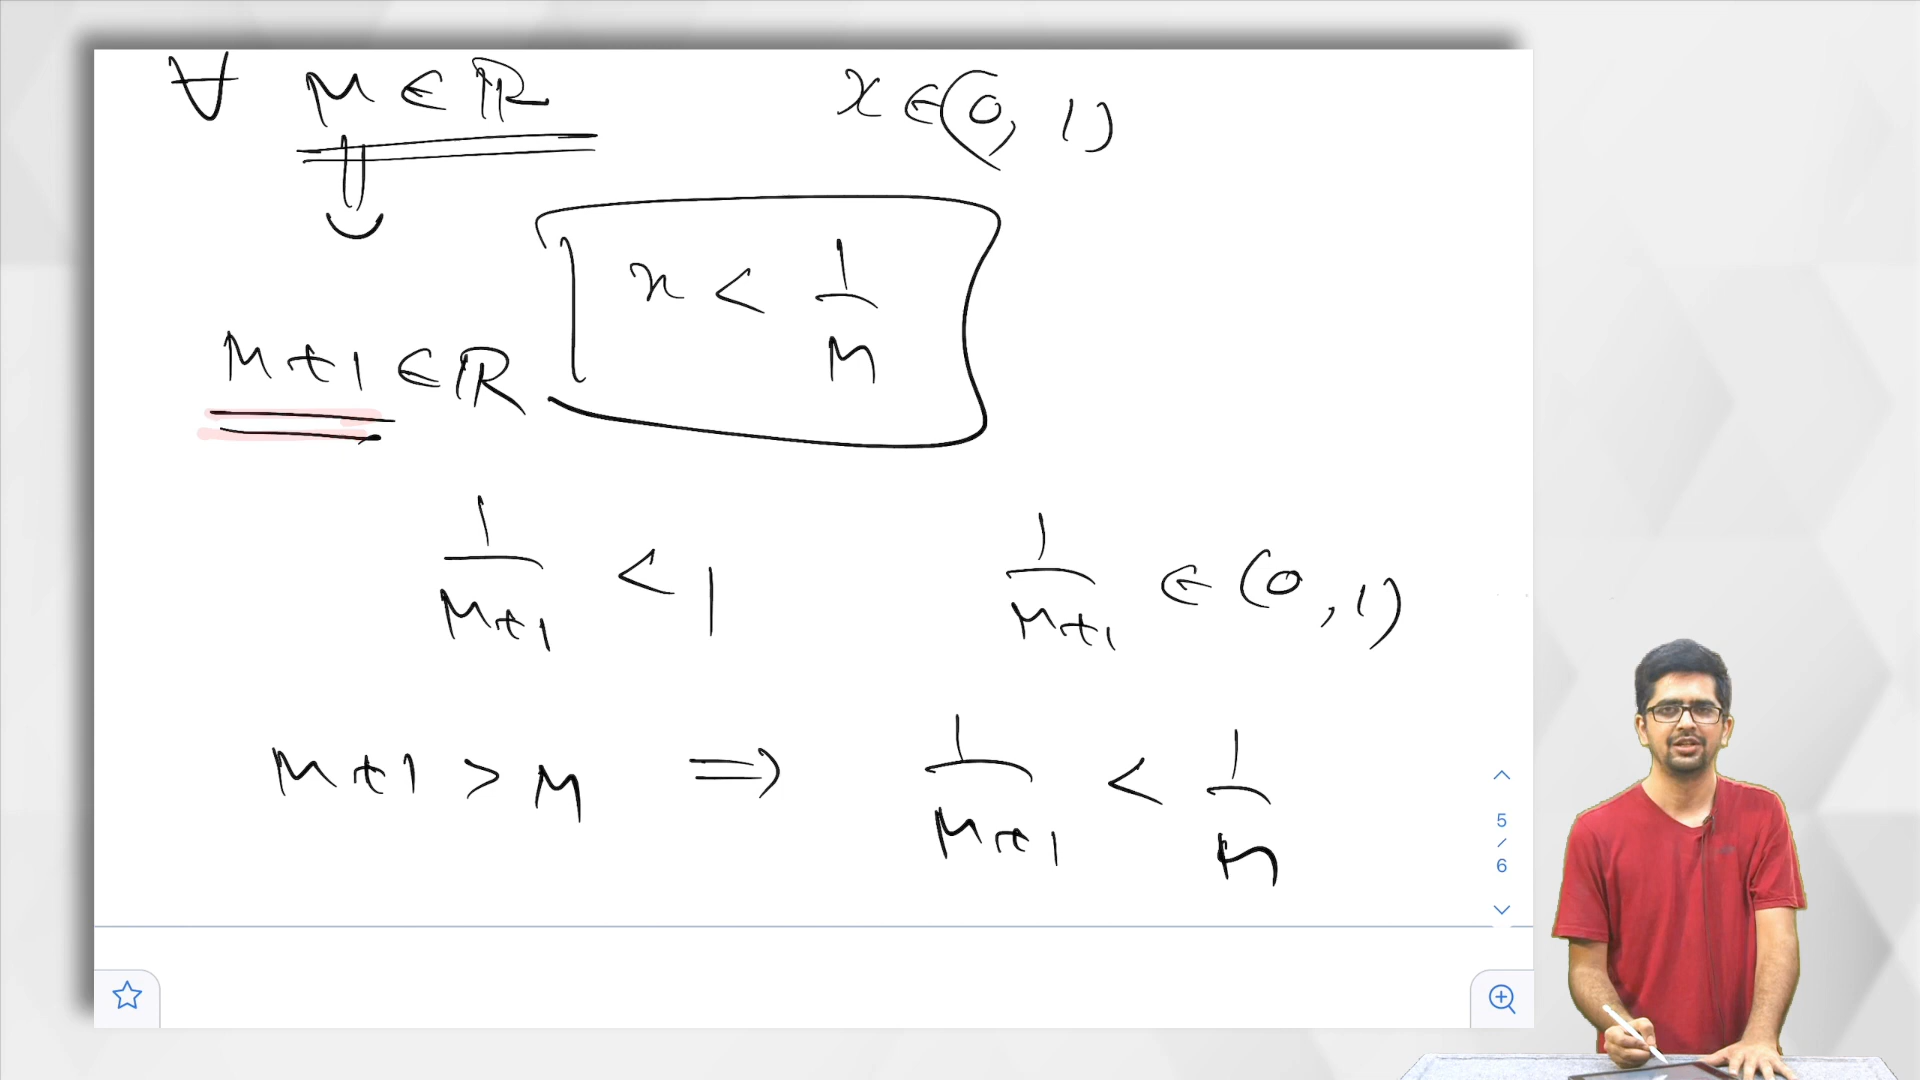 ∀ M ∈ ℝ x ∈ (0, 1)
x < 1/M
M+1 ∈ ℝ
1/(M+1) < 1 1/(M+1) ∈ (0, 1)
M+1 > M ⟹ 1/(M+1) < 1/M
5
/
6